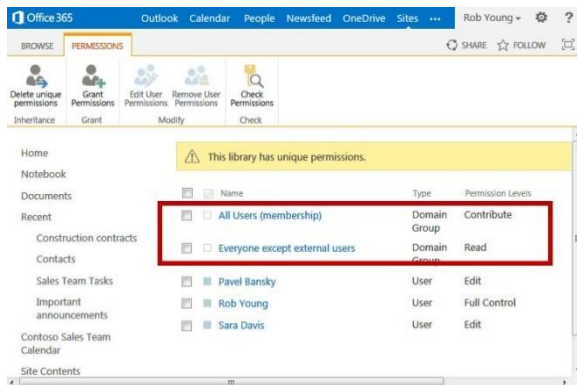 Office 365 Outlook Calendar People Newsfeed OneDrive Sites ••• Rob Young ?
BROWSE PERMISSIONS SHARE FOLLOW
Delete unique permissions
Grant Permissions
Edit User Permissions
Remove User Permissions
Check Permissions
Inheritance Grant Modify Check
Home
This library has unique permissions.
Notebook
Documents
Name Type Permission Levels
Recent
All Users (membership) Domain Group Contribute
Construction contracts
Everyone except external users Domain Group Read
Contacts
Sales Team Tasks
Pavel Bansky User Edit
Important announcements
Rob Young User Full Control
Sara Davis User Edit
Contoso Sales Team Calendar
Site Contents